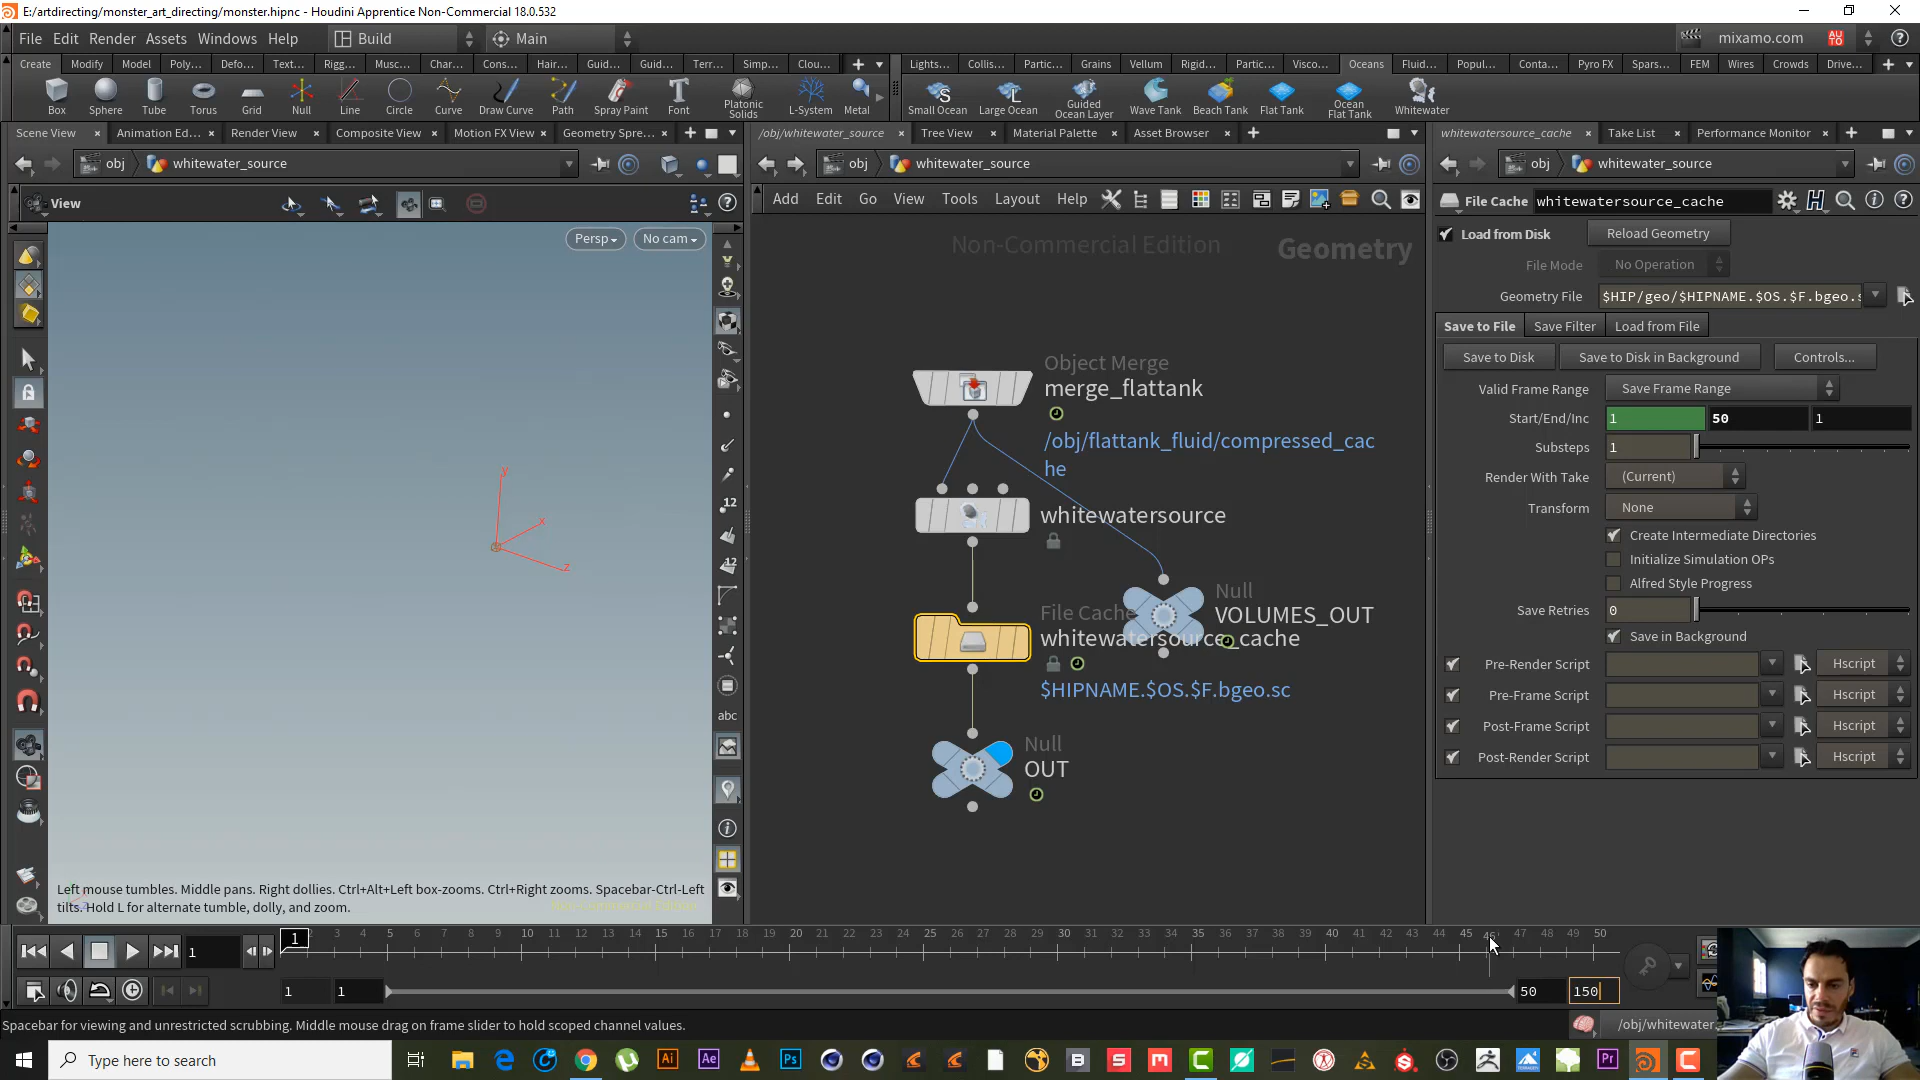 E:/artdirecting/monster_art_directing/monster.hipnc - Houdini Apprentice Non-Commercial 18.0.532
File Edit Render Assets Windows Help Build Main mixamo.com AUTO
Create Modify Model Poly... Defo... Text... Rigg... Musc... Char... Cons... Hair... Guid... Guid... Terr... Simp... Clou...
Lights... Collis... Partic... Grains Vellum Rigid... Partic... Visco... Oceans Fluid... Popul... Conta... Pyro FX Spars... FEM Wires Crowds Drive...
Box Sphere Tube Torus Grid Null Line Circle Curve Draw Curve Path Spray Paint Font Platonic Solids L-System Metal
Small Ocean Large Ocean Guided Ocean Layer Wave Tank Beach Tank Flat Tank Ocean Flat Tank Whitewater
Scene View Animation Ed... Render View Composite View Motion FX View Geometry Spre...
/obj/whitewater_source Tree View Material Palette Asset Browser
whitewatersource_cache Take List Performance Monitor
obj whitewater_source
obj whitewater_source
obj whitewater_source
View
Persp
No cam
y
x
z
12
12
abc
Left mouse tumbles. Middle pans. Right dollies. Ctrl+Alt+Left box-zooms. Ctrl+Right zooms. Spacebar-Ctrl-Left
tilts. Hold L for alternate tumble, dolly, and zoom.
Non-Commercial Edition
Add Edit Go View Tools Layout Help
Non-Commercial Edition
Geometry
Object Merge
merge_flattank
/obj/flattank_fluid/compressed_cac
he
whitewatersource
Null
VOLUMES_OUT
File Cache
whitewatersource_cache
$HIPNAME.$OS.$F.bgeo.sc
Null
OUT
File Cache whitewatersource_cache
Load from Disk Reload Geometry
File Mode No Operation
Geometry File $HIP/geo/$HIPNAME.$OS.$F.bgeo.s
Save to File Save Filter Load from File
Save to Disk Save to Disk in Background Controls...
Valid Frame Range Save Frame Range
Start/End/Inc 1 50 1
Substeps 1
Render With Take (Current)
Transform None
Create Intermediate Directories
Initialize Simulation OPs
Alfred Style Progress
Save Retries 0
Save in Background
Pre-Render Script Hscript
Pre-Frame Script Hscript
Post-Frame Script Hscript
Post-Render Script Hscript
1 1 3 4 5 6 7 8 9 10 11 12 13 14 15 16 17 18 19 20 21 22 23 24 25 26 27 28 29 30 31 32 33 34 35 36 37 38 39 40 41 42 43 44 45 46 47 48 49 50
1 1 50 150
Spacebar for viewing and unrestricted scrubbing. Middle mouse drag on frame slider to hold scoped channel values.
/obj/whitewater
Type here to search